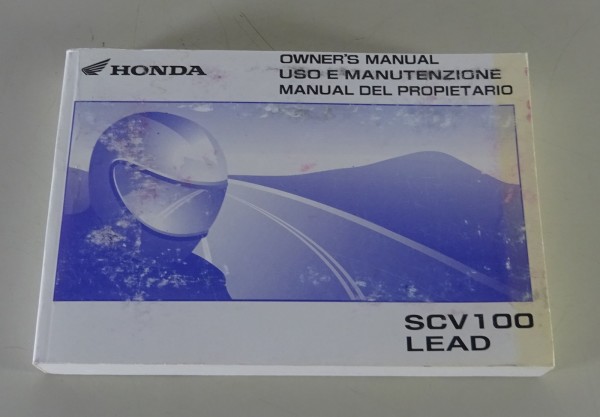 HONDA
OWNER'S MANUAL
USO E MANUTENZIONE
MANUAL DEL PROPIETARIO
SCV100
LEAD